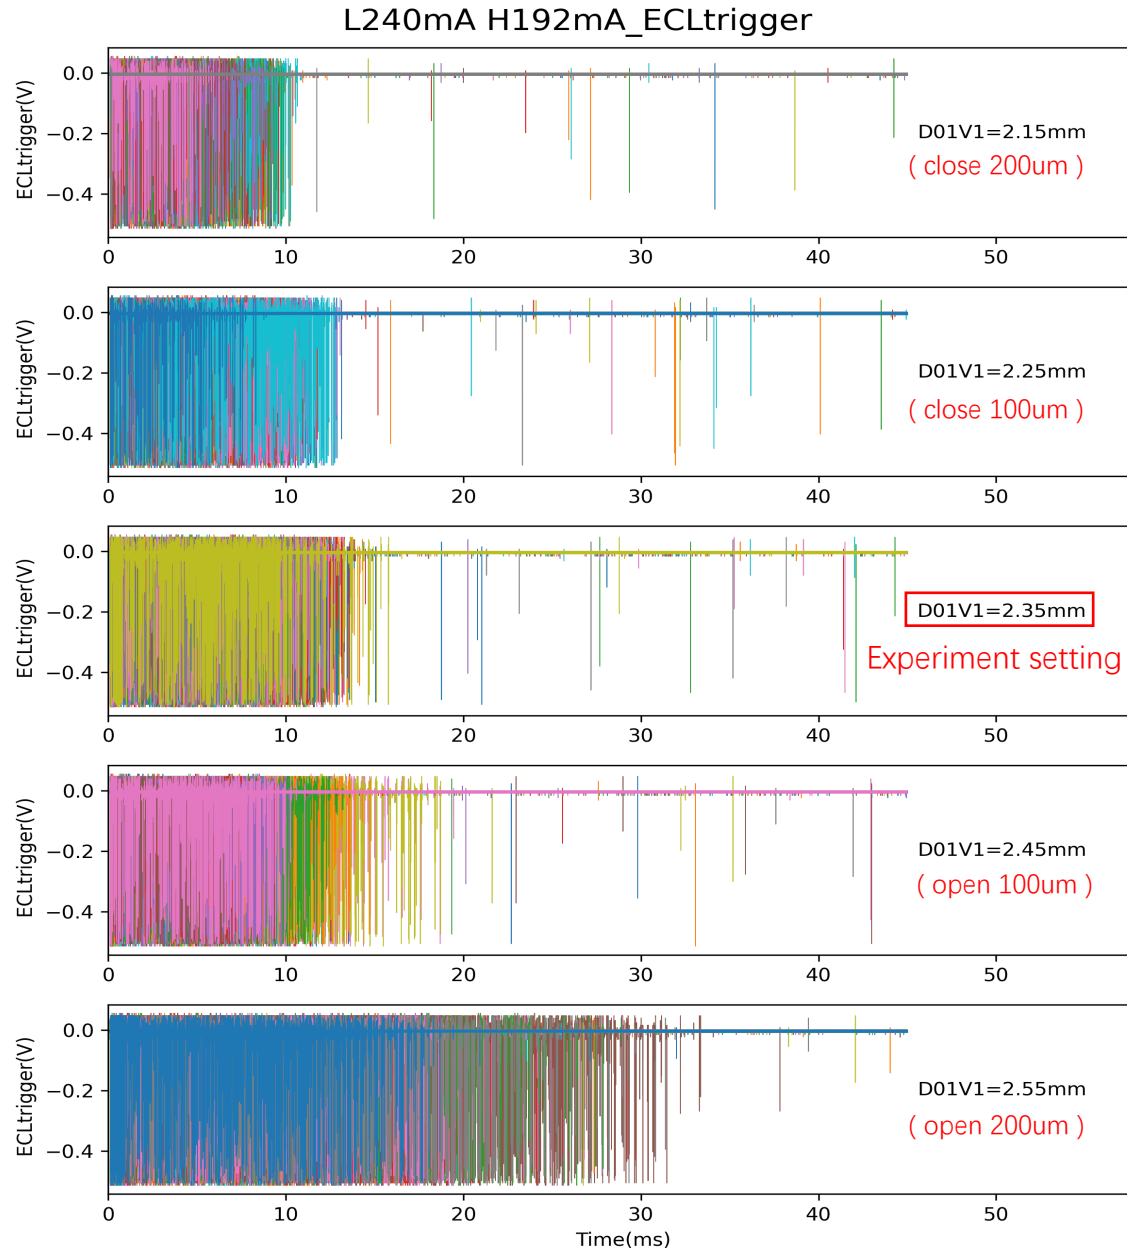 L240mA H192mA_ECLtrigger
ECLtrigger(V)
0.0
−0.2
−0.4
D01V1=2.15mm
( close 200um )
0 10 20 30 40 50
ECLtrigger(V)
0.0
−0.2
−0.4
D01V1=2.25mm
( close 100um )
0 10 20 30 40 50
ECLtrigger(V)
0.0
−0.2
−0.4
D01V1=2.35mm
Experiment setting
0 10 20 30 40 50
ECLtrigger(V)
0.0
−0.2
−0.4
D01V1=2.45mm
( open 100um )
0 10 20 30 40 50
ECLtrigger(V)
0.0
−0.2
−0.4
D01V1=2.55mm
( open 200um )
0 10 20 30 40 50
Time(ms)